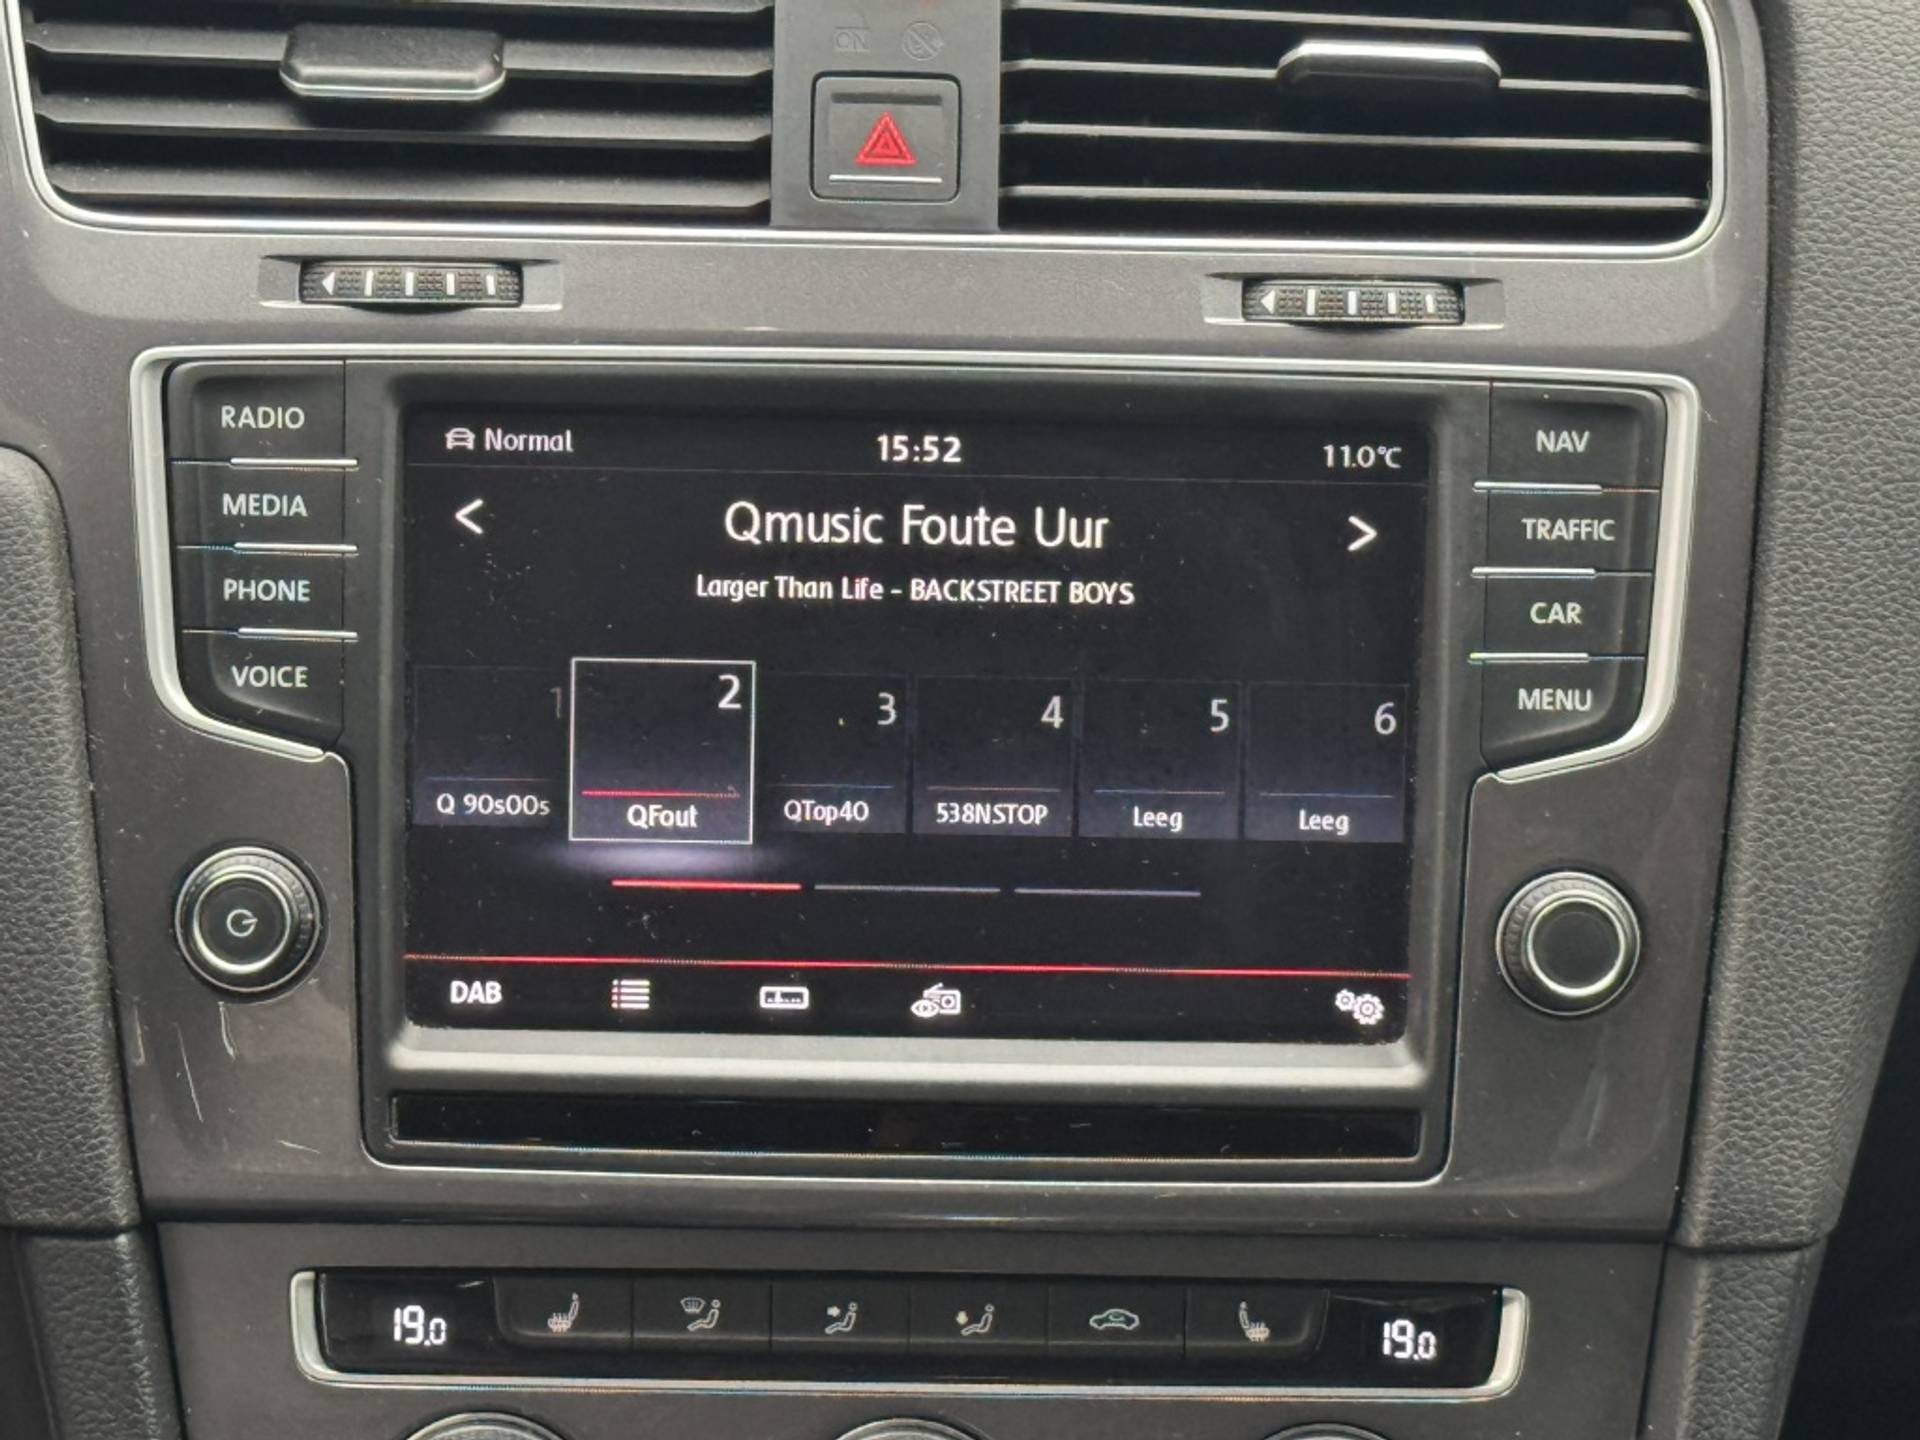 ON
RADIO
MEDIA
PHONE
VOICE
Normal
15:52
11.0°C
< Qmusic Foute Uur >
Larger Than Life - BACKSTREET BOYS
1
2
3
4
5
6
Q 90s00s
QFout
QTop40
538NSTOP
Leeg
Leeg
DAB
NAV
TRAFFIC
CAR
MENU
19.0
19.0